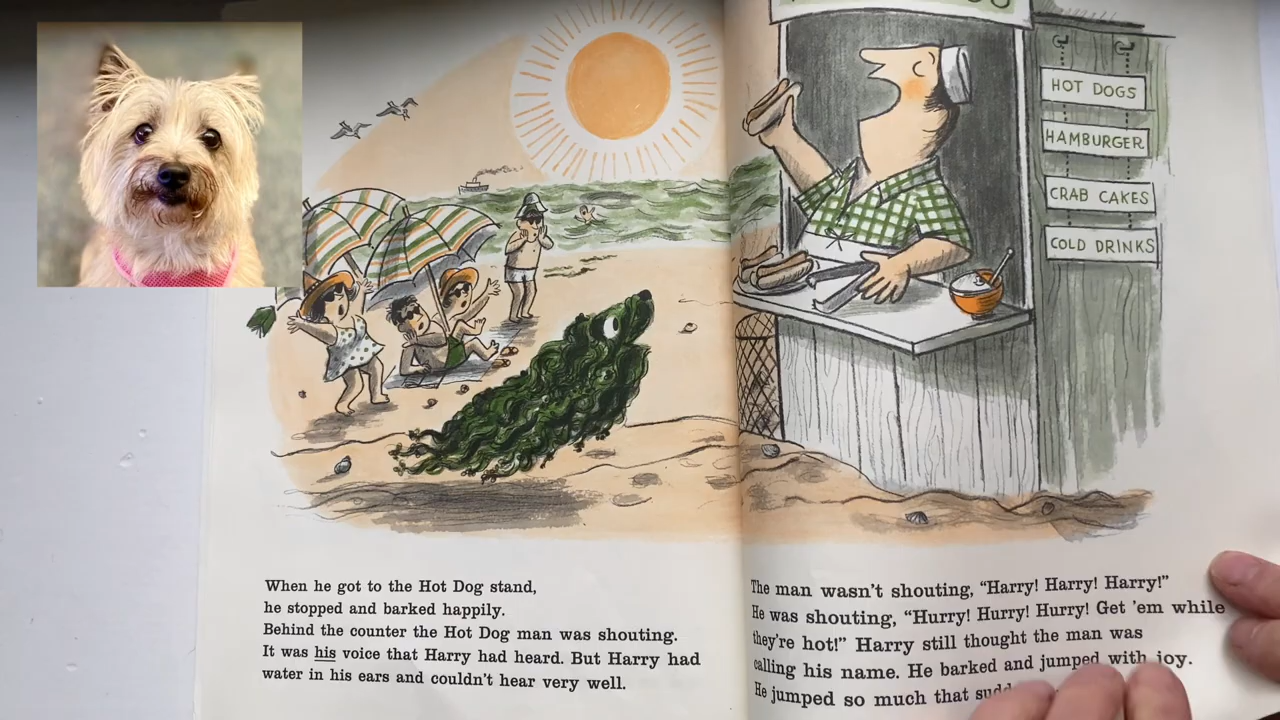 HOT DOGS
HAMBURGER
CRAB CAKES
COLD DRINKS
When he got to the Hot Dog stand,
he stopped and barked happily.
Behind the counter the Hot Dog man was shouting.
It was his voice that Harry had heard. But Harry had
water in his ears and couldn't hear very well.
The man wasn't shouting, “Harry! Harry! Harry!”
He was shouting, “Hurry! Hurry! Hurry! Get 'em while
they're hot!” Harry still thought the man was
calling his name. He barked and jumped with joy.
He jumped so much that